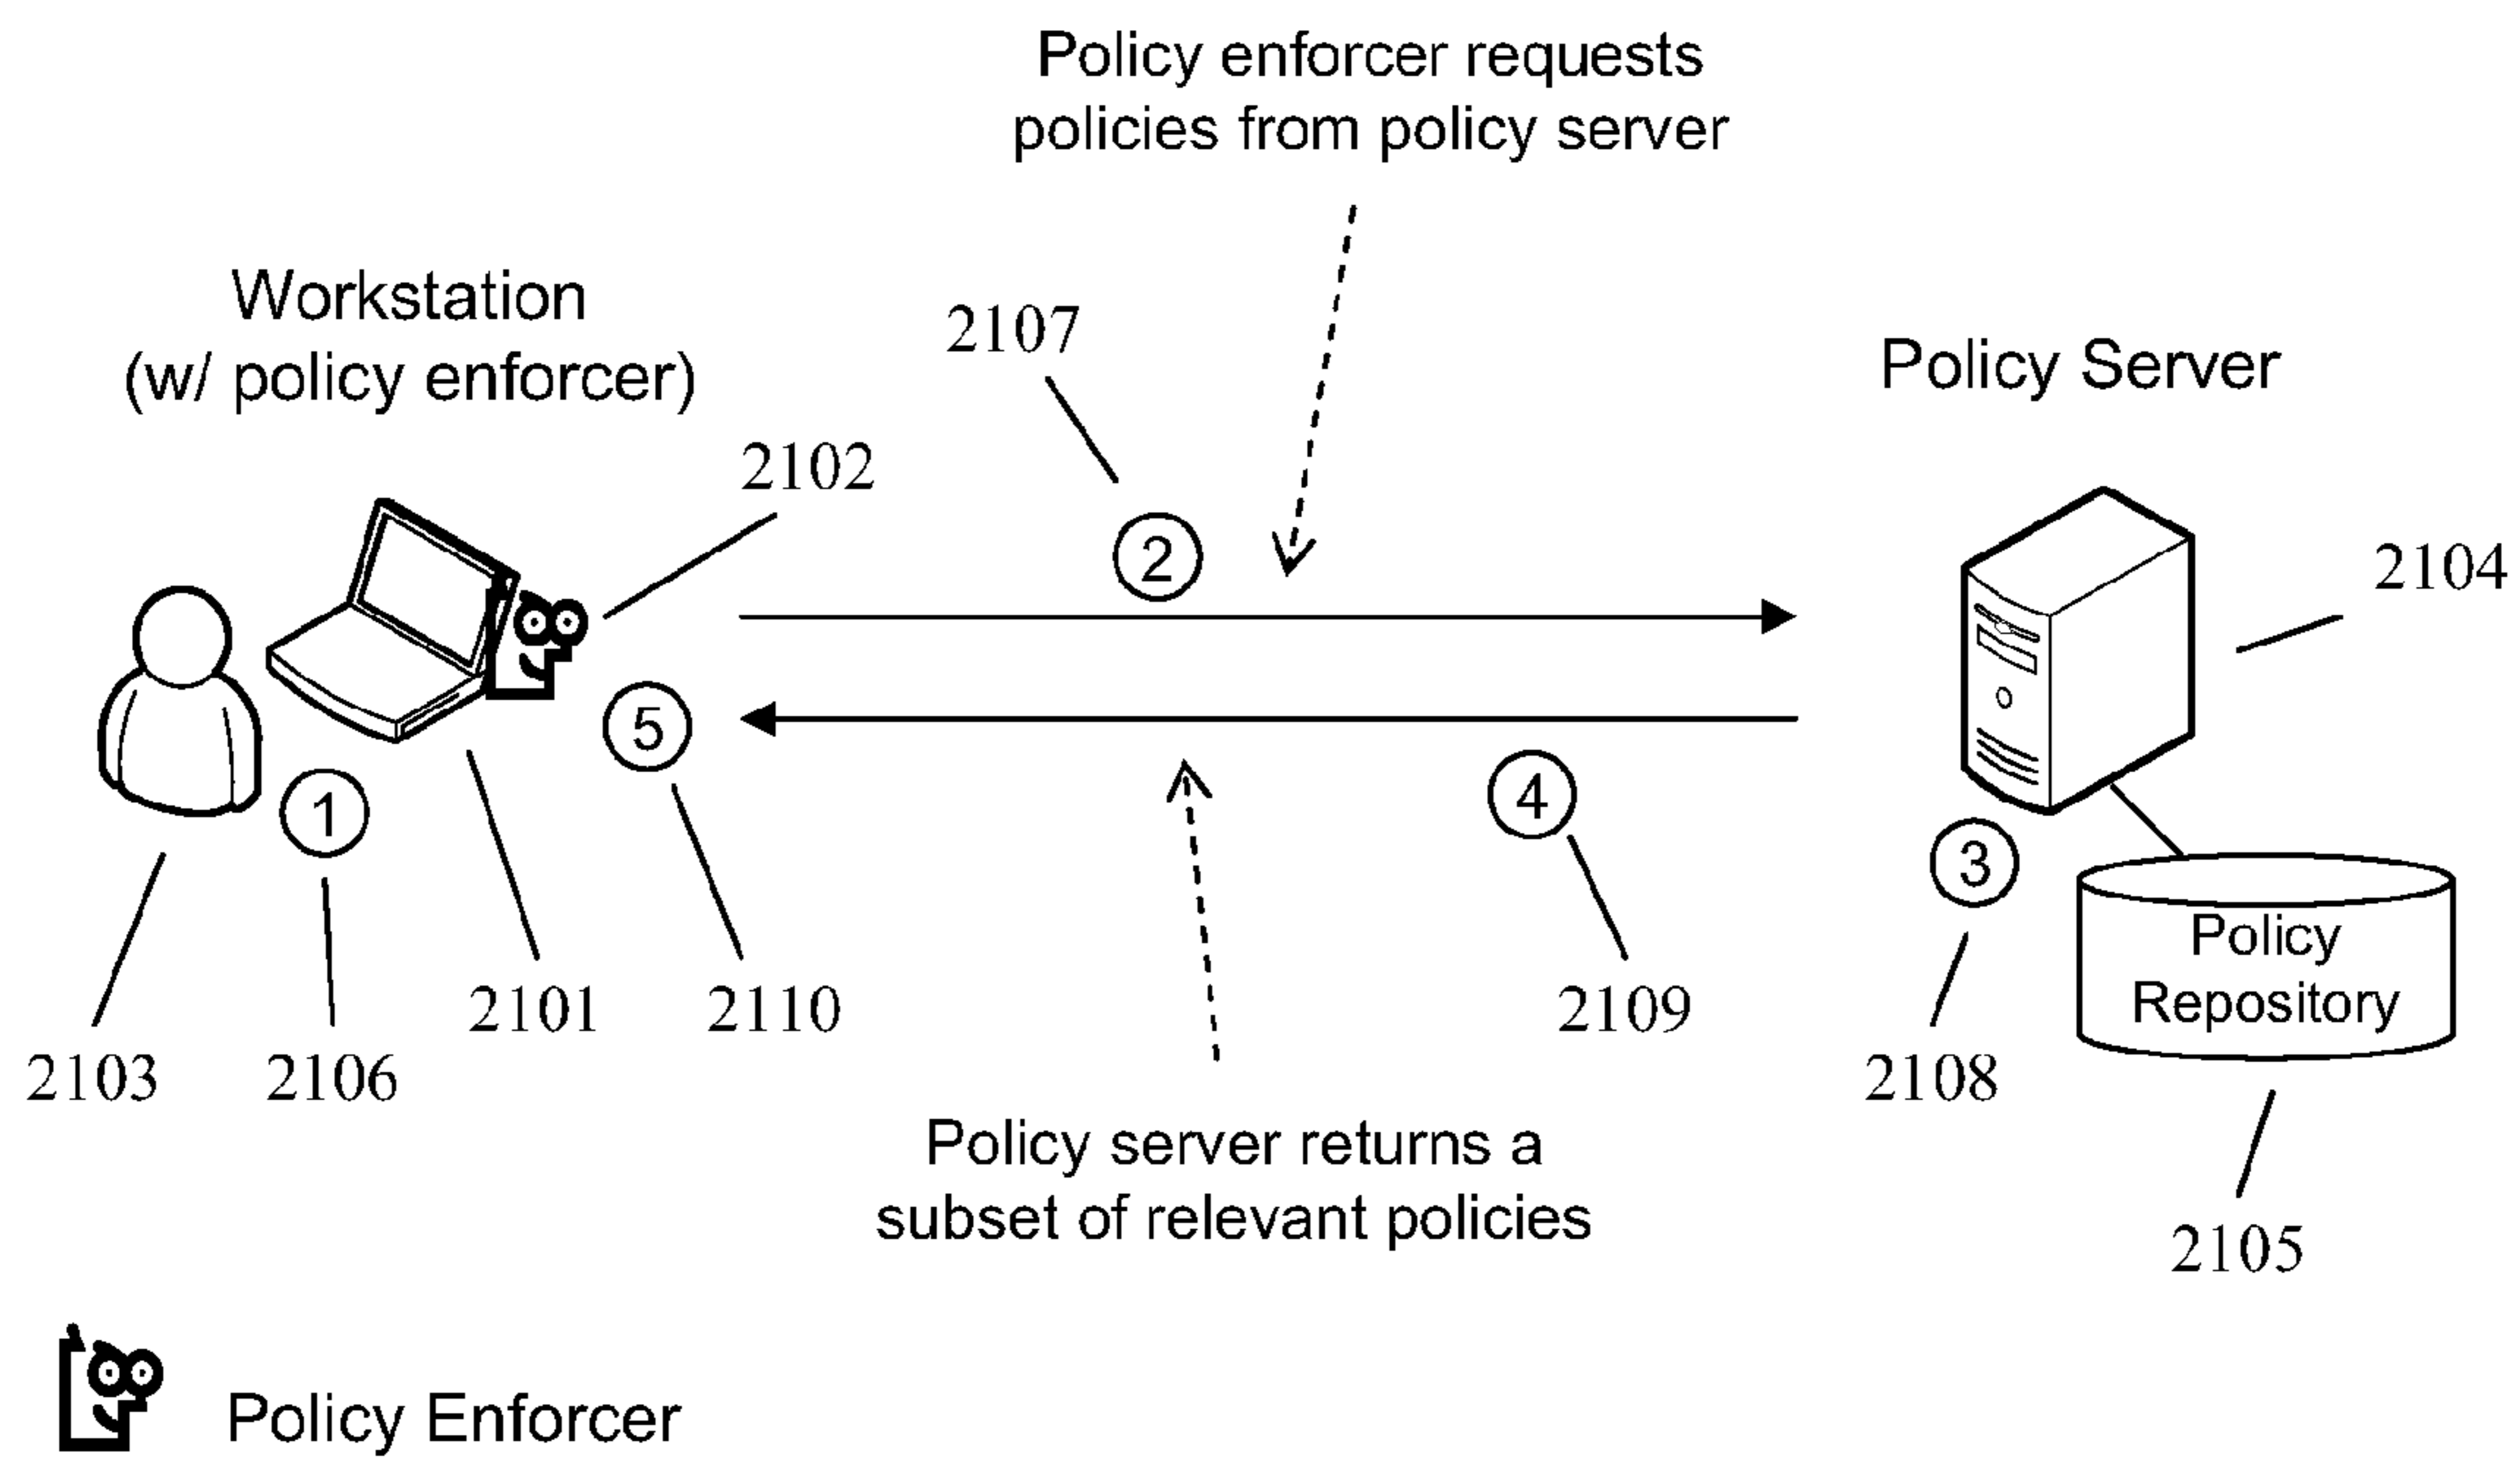 Policy enforcer requests
policies from policy server
Workstation
(w/ policy enforcer)
2107
Policy Server
2102
2
2104
5
1
4
3
Policy
Repository
2101
2110
2109
2103
2106
2108
Policy server returns a
subset of relevant policies
2105
Policy Enforcer